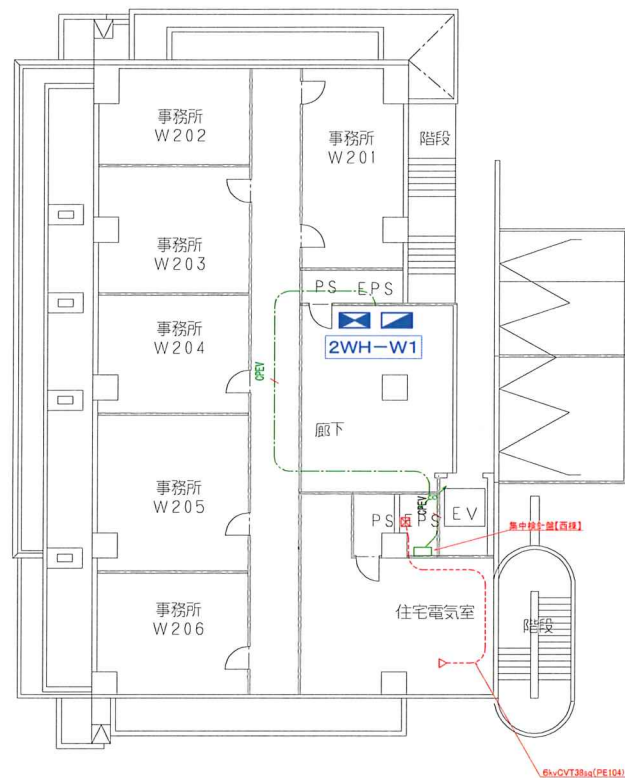 事務所
W202
事務所
W201
階段
事務所
W203
PS EPS
事務所
W204
2WH−W1
CPEV
廊下
事務所
W205
CPEV
PS EPS
EV
集中検針盤【西棟】
事務所
W206
住宅電気室
階段
6kvCVT38sq(PE104)